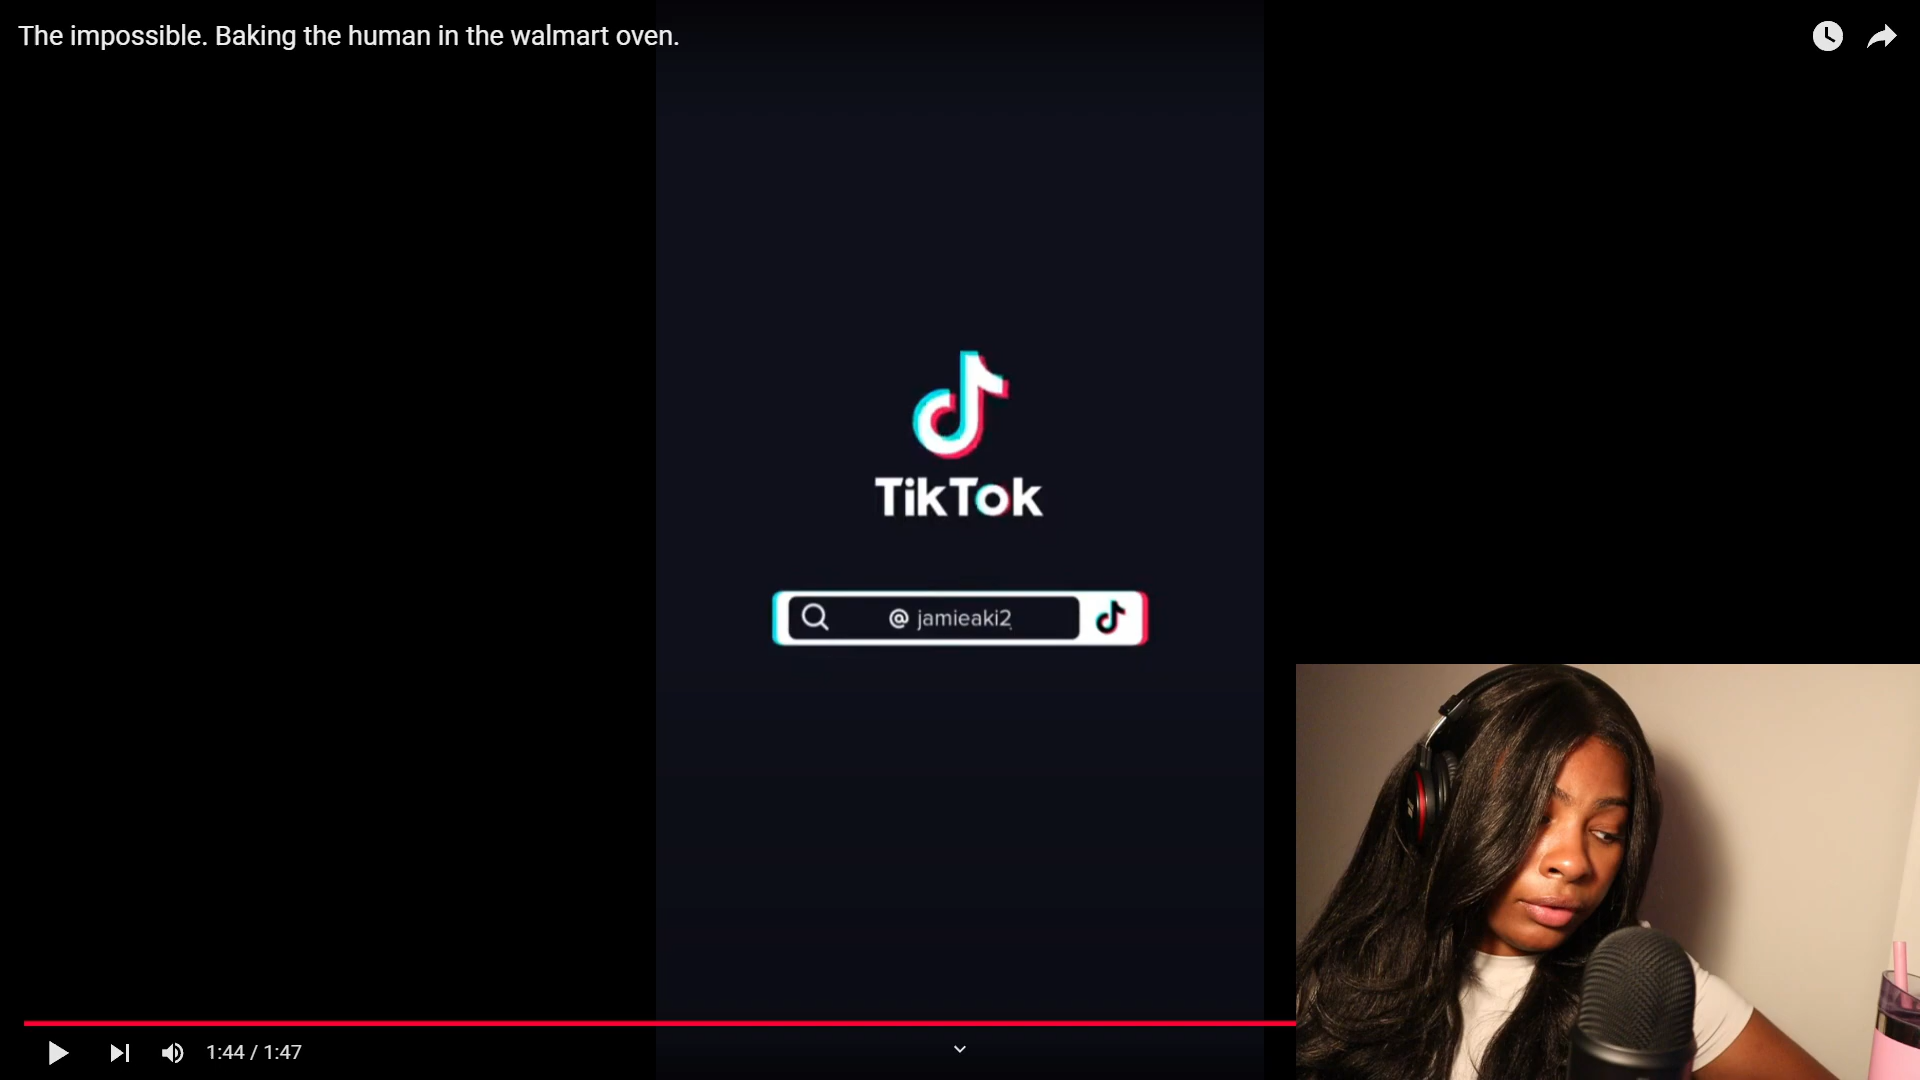 The impossible. Baking the human in the walmart oven.
TikTok
@ jamieaki2
1:44 / 1:47